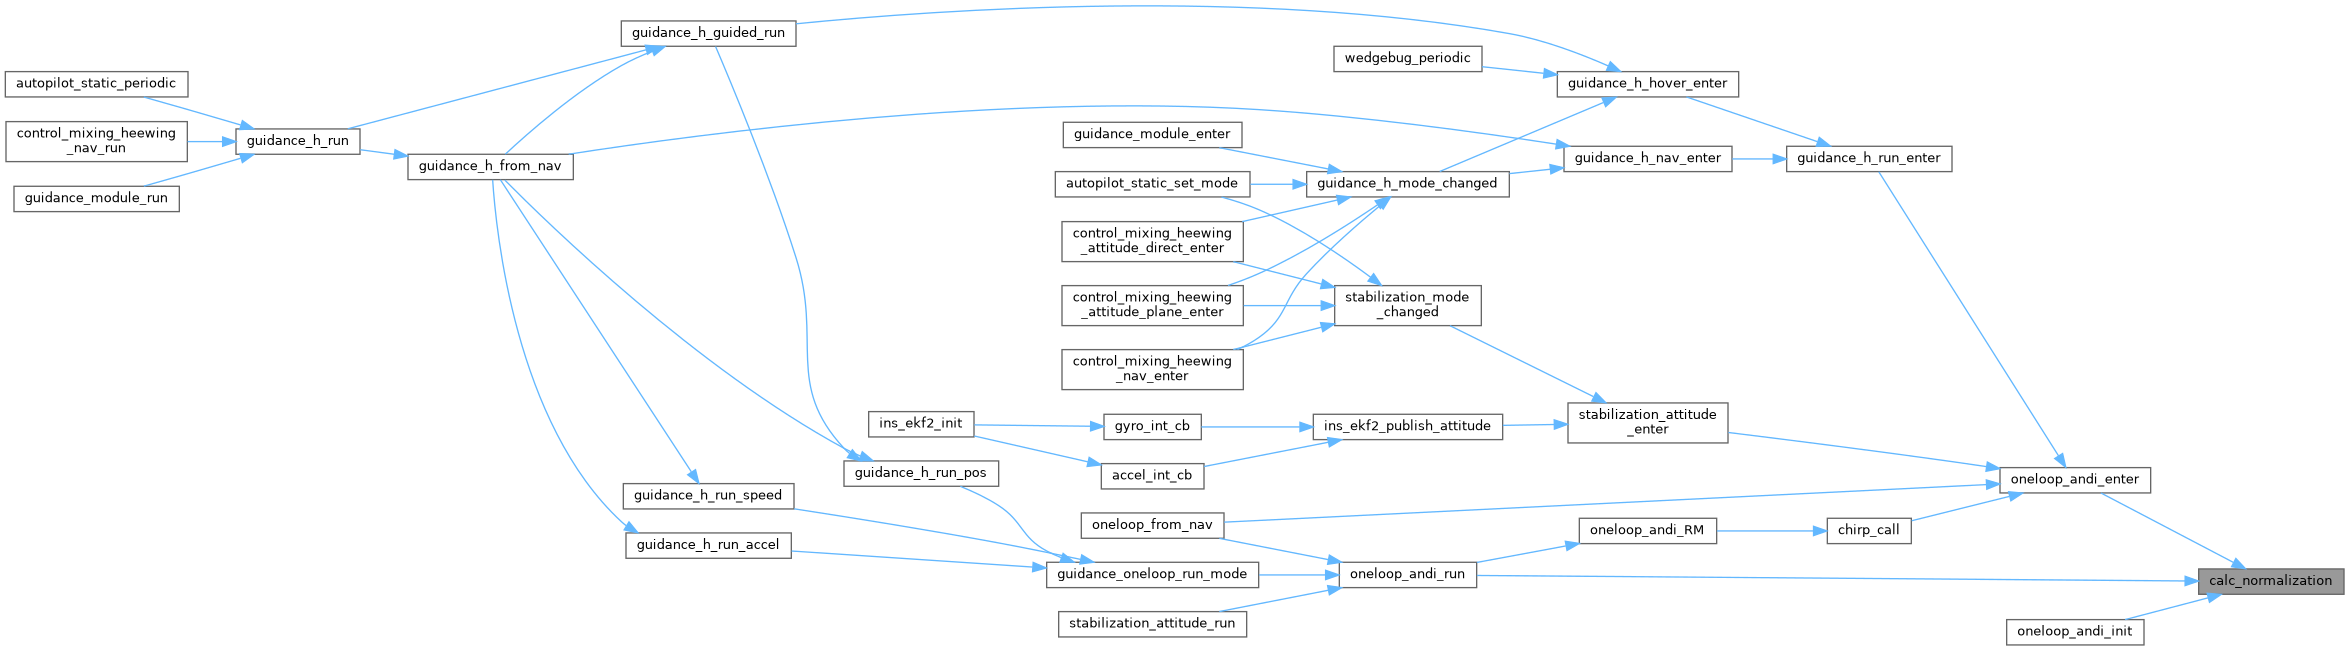 guidance_h_guided_run
wedgebug_periodic
autopilot_static_periodic
guidance_h_hover_enter
control_mixing_heewing
_nav_run
guidance_h_run
guidance_module_enter
guidance_h_from_nav
guidance_h_nav_enter
guidance_h_run_enter
guidance_module_run
autopilot_static_set_mode
guidance_h_mode_changed
control_mixing_heewing
_attitude_direct_enter
control_mixing_heewing
_attitude_plane_enter
stabilization_mode
_changed
control_mixing_heewing
_nav_enter
ins_ekf2_init
gyro_int_cb
ins_ekf2_publish_attitude
stabilization_attitude
_enter
guidance_h_run_pos
accel_int_cb
oneloop_andi_enter
guidance_h_run_speed
oneloop_from_nav
oneloop_andi_RM
chirp_call
guidance_h_run_accel
guidance_oneloop_run_mode
oneloop_andi_run
calc_normalization
stabilization_attitude_run
oneloop_andi_init